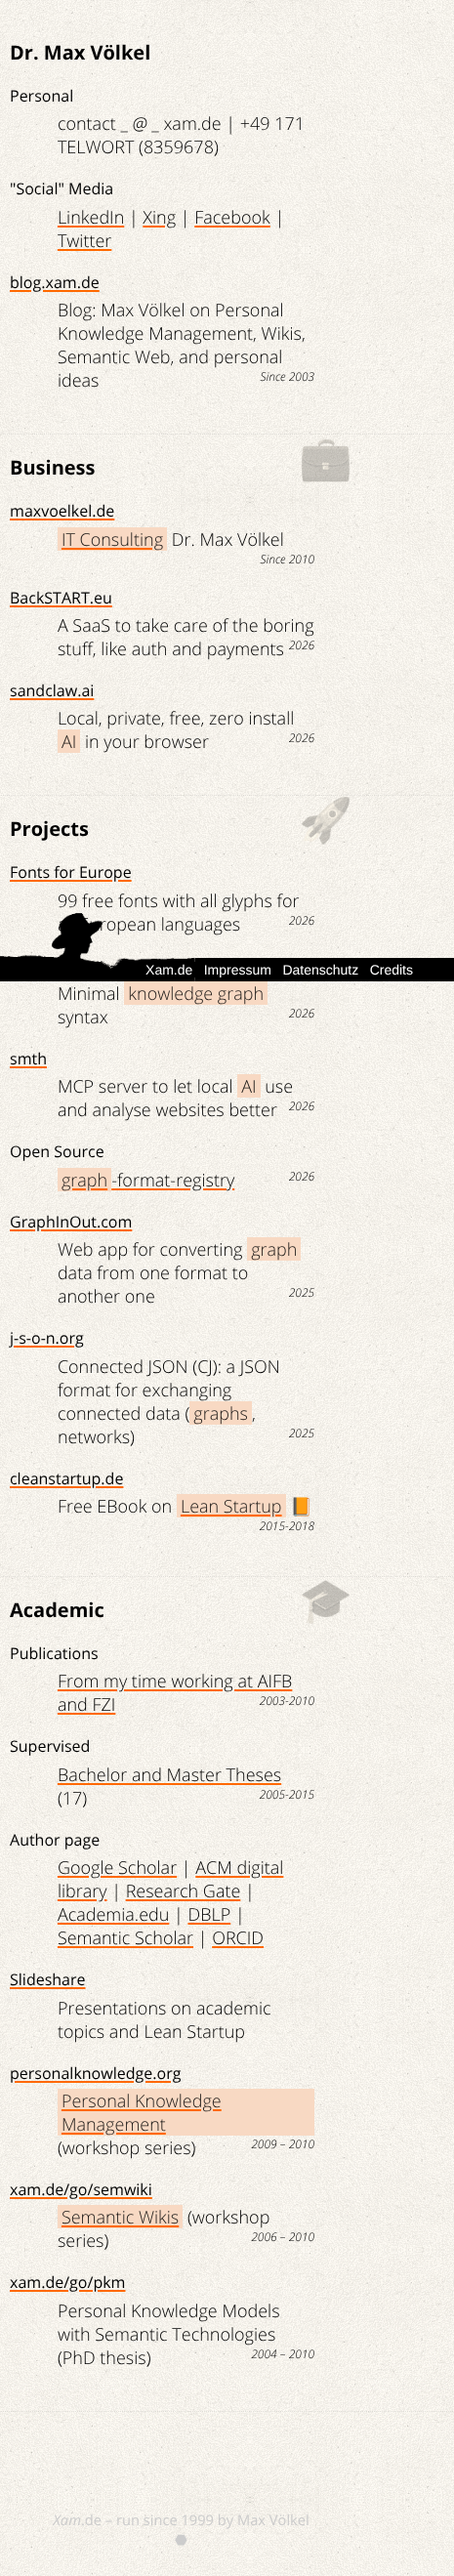 Dr. Max Völkel
Personal
contact _ @ _ xam.de | +49 171
TELWORT (8359678)
"Social" Media
LinkedIn | Xing | Facebook |
Twitter
blog.xam.de
Blog: Max Völkel on Personal
Knowledge Management, Wikis,
Semantic Web, and personal
ideas
Since 2003
Business
maxvoelkel.de
IT Consulting Dr. Max Völkel
Since 2010
BackSTART.eu
A SaaS to take care of the boring
stuff, like auth and payments
2026
sandclaw.ai
Local, private, free, zero install
AI in your browser
2026
Projects
Fonts for Europe
99 free fonts with all glyphs for
ropean languages
2026
Xam.de Impressum Datenschutz Credits
Minimal knowledge graph
syntax
2026
smth
MCP server to let local AI use
and analyse websites better
2026
Open Source
graph-format-registry
2026
GraphInOut.com
Web app for converting graph
data from one format to
another one
2025
j-s-o-n.org
Connected JSON (CJ): a JSON
format for exchanging
connected data (graphs,
networks)
2025
cleanstartup.de
Free EBook on Lean Startup 📙
2015-2018
Academic
Publications
From my time working at AIFB
and FZI
2003-2010
Supervised
Bachelor and Master Theses
(17)
2005-2015
Author page
Google Scholar | ACM digital
library | Research Gate |
Academia.edu | DBLP |
Semantic Scholar | ORCID
Slideshare
Presentations on academic
topics and Lean Startup
personalknowledge.org
Personal Knowledge
Management
(workshop series)
2009 – 2010
xam.de/go/semwiki
Semantic Wikis (workshop
series)
2006 – 2010
xam.de/go/pkm
Personal Knowledge Models
with Semantic Technologies
(PhD thesis)
2004 – 2010
Xam.de – run since 1999 by Max Völkel